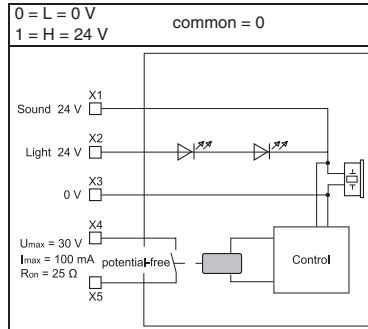 0 = L = 0 V
1 = H = 24 V
common = 0
X1
Sound 24 V
X2
Light 24 V
X3
0 V
X4
Umax = 30 V
Imax = 100 mA
Ron = 25 Ω
potential-free
X5
Control